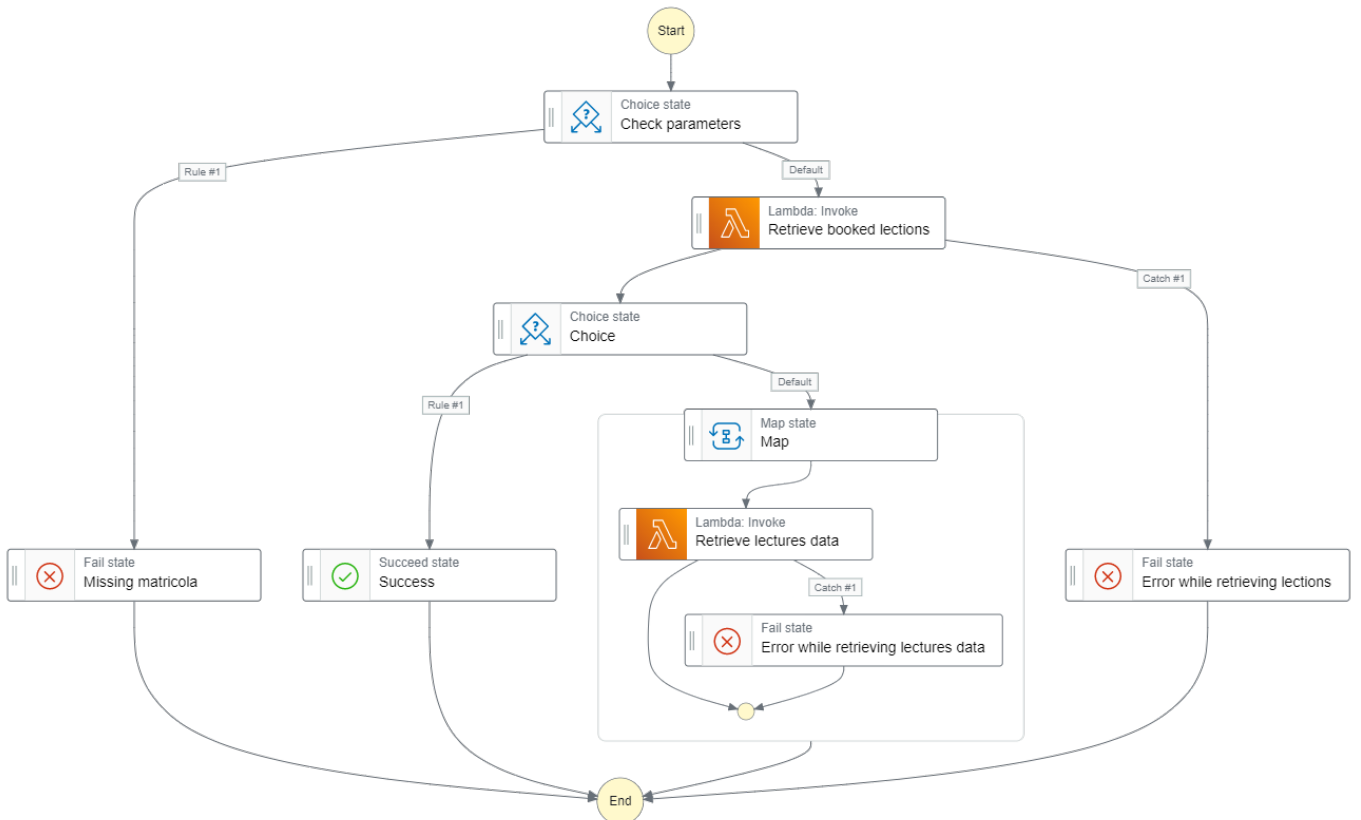 Start
Choice state
Check parameters
Rule #1
Default
Lambda: Invoke
Retrieve booked lections
Catch #1
Choice state
Choice
Default
Rule #1
Map state
Map
Lambda: Invoke
Retrieve lectures data
Fail state
Missing matricola
Succeed state
Success
Catch #1
Fail state
Error while retrieving lections
Fail state
Error while retrieving lectures data
End